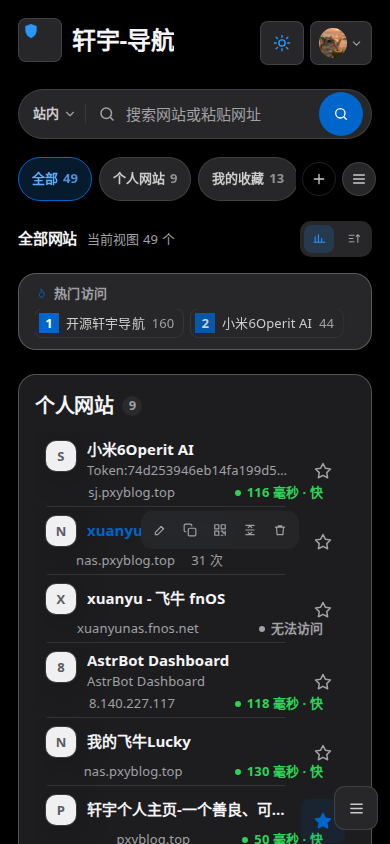 轩宇-导航
站内 搜索网站或粘贴网址
全部 49 个人网站 9 我的收藏 13
全部网站 当前视图 49 个
热门访问
1 开源轩宇导航 160 2 小米6Operit AI 44
个人网站 9
S 小米6Operit AI
Token:74d253946eb14fa199d5...
sj.pxyblog.top 116 毫秒 · 快
N xuanyu
nas.pxyblog.top 31 次
X xuanyu - 飞牛 fnOS
xuanyunas.fnos.net 无法访问
8 AstrBot Dashboard
AstrBot Dashboard
8.140.227.117 118 毫秒 · 快
N 我的飞牛Lucky
nas.pxyblog.top 130 毫秒 · 快
P 轩宇个人主页-一个善良、可...
pxyblog.top 50 毫秒 · 快